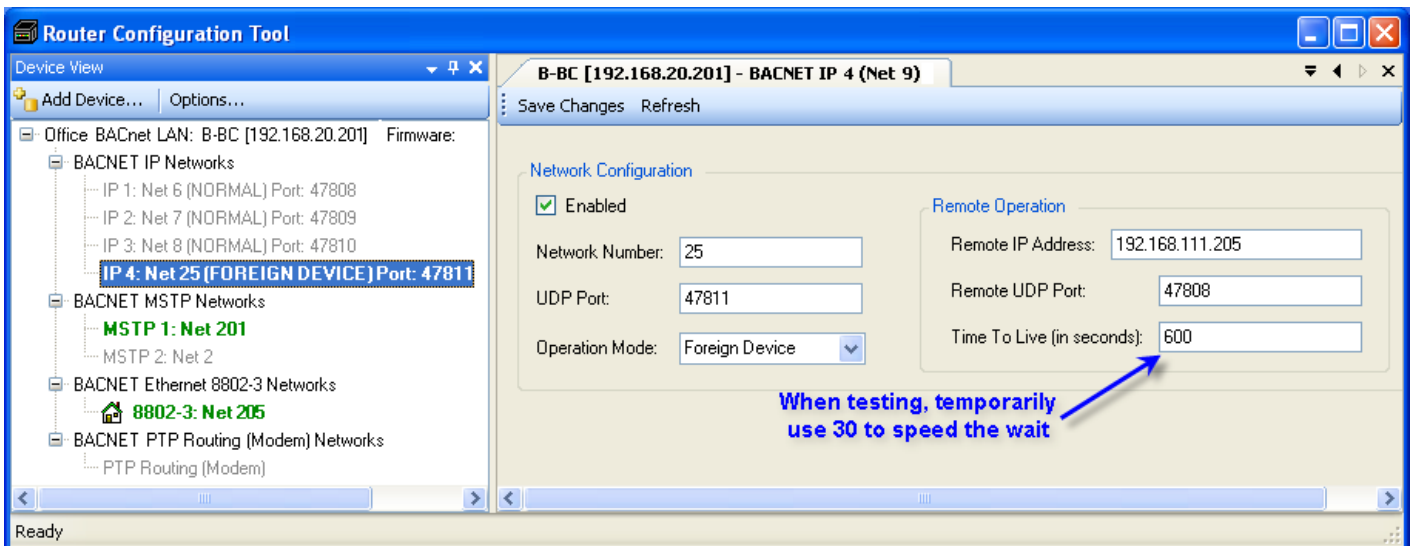 Router Configuration Tool
Device View
Add Device... Options...
Office BACnet LAN: B-BC [192.168.20.201] Firmware:
BACNET IP Networks
IP 1: Net 6 (NORMAL) Port: 47808
IP 2: Net 7 (NORMAL) Port: 47809
IP 3: Net 8 (NORMAL) Port: 47810
IP 4: Net 25 (FOREIGN DEVICE) Port: 47811
BACNET MSTP Networks
MSTP 1: Net 201
MSTP 2: Net 2
BACNET Ethernet 8802-3 Networks
8802-3: Net 205
BACNET PTP Routing (Modem) Networks
PTP Routing (Modem)
B-BC [192.168.20.201] - BACNET IP 4 (Net 9)
Save Changes Refresh
Network Configuration
Enabled
Network Number: 25
UDP Port: 47811
Operation Mode: Foreign Device
Remote Operation
Remote IP Address: 192.168.111.205
Remote UDP Port: 47808
Time To Live (in seconds): 600
When testing, temporarily
use 30 to speed the wait
Ready